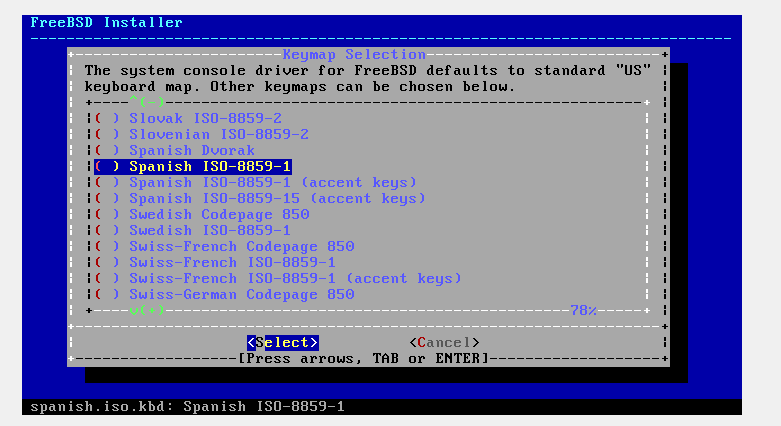 FreeBSD Installer
Keymap Selection
The system console driver for FreeBSD defaults to standard "US"
keyboard map. Other keymaps can be chosen below.
^(-)
( ) Slovak ISO-8859-2
( ) Slovenian ISO-8859-2
( ) Spanish Dvorak
( ) Spanish ISO-8859-1
( ) Spanish ISO-8859-1 (accent keys)
( ) Spanish ISO-8859-15 (accent keys)
( ) Swedish Codepage 850
( ) Swedish ISO-8859-1
( ) Swiss-French Codepage 850
( ) Swiss-French ISO-8859-1
( ) Swiss-French ISO-8859-1 (accent keys)
( ) Swiss-German Codepage 850
v(+) 78%
<Select> <Cancel>
[Press arrows, TAB or ENTER]
spanish.iso.kbd: Spanish ISO-8859-1